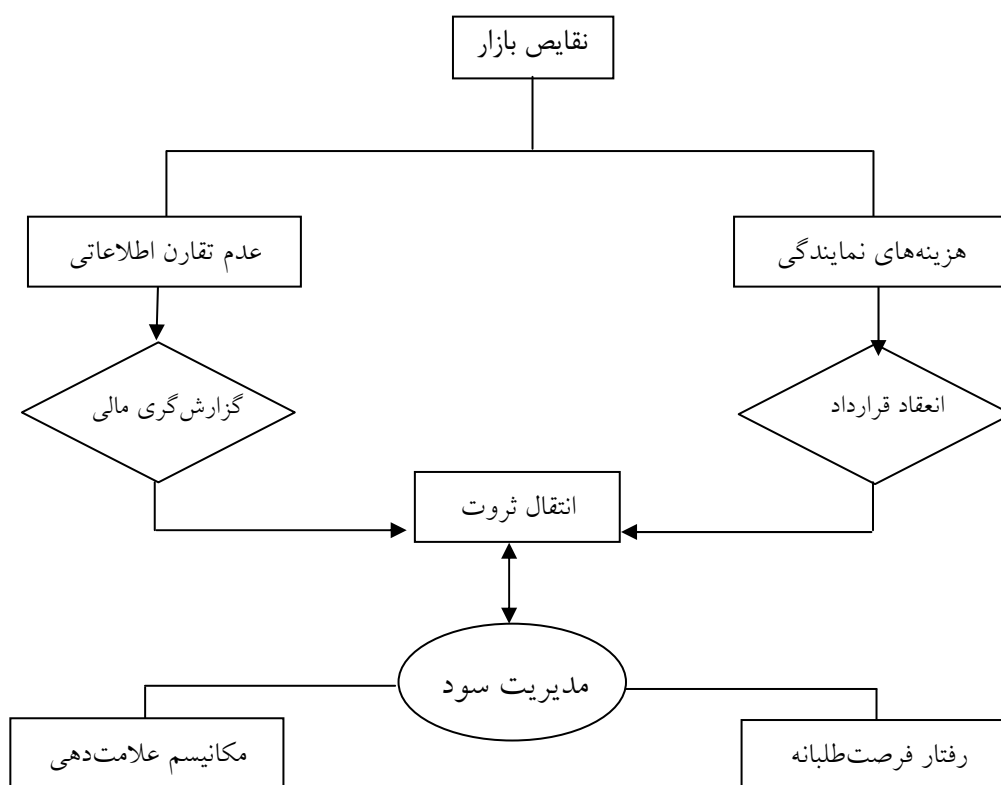 نقایص بازار
هزینه‌های نمایندگی
عدم تقارن اطلاعاتی
انعقاد قرارداد
گزارش‌گری مالی
انتقال ثروت
مدیریت سود
رفتار فرصت‌طلبانه
مکانیسم علامت‌دهی